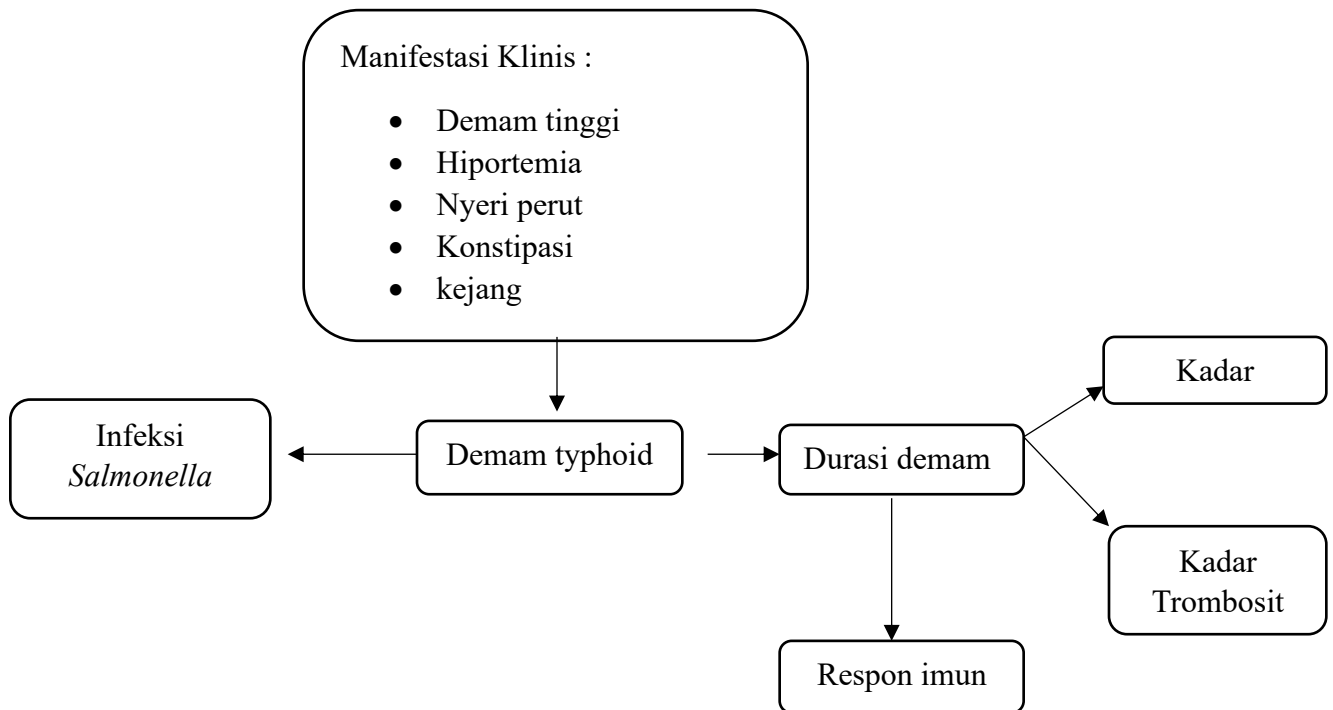 Manifestasi Klinis :
• Demam tinggi
• Hiportemia
• Nyeri perut
• Konstipasi
• kejang
Infeksi
Salmonella
Demam typhoid
Durasi demam
Kadar
Kadar
Trombosit
Respon imun